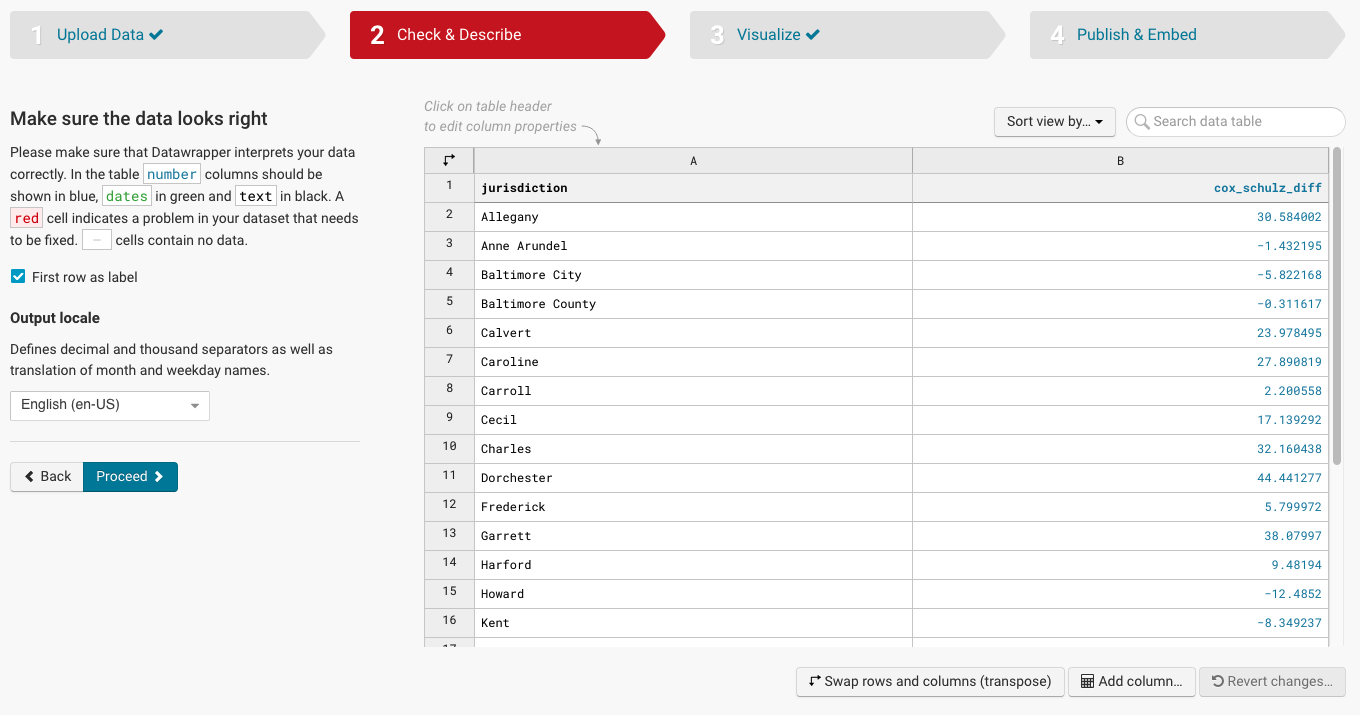 1 Upload Data
2 Check & Describe
3 Visualize
4 Publish & Embed
Make sure the data looks right
Please make sure that Datawrapper interprets your data
correctly. In the table number columns should be
shown in blue, dates in green and text in black. A
red cell indicates a problem in your dataset that needs
to be fixed. – cells contain no data.
First row as label
Output locale
Defines decimal and thousand separators as well as
translation of month and weekday names.
English (en-US)
Back Proceed
Click on table header
to edit column properties
Sort view by...
Search data table
A B
1 jurisdiction cox_schulz_diff
2 Allegany 30.584002
3 Anne Arundel −1.432195
4 Baltimore City −5.822168
5 Baltimore County −0.311617
6 Calvert 23.978495
7 Caroline 27.890819
8 Carroll 2.200558
9 Cecil 17.139292
10 Charles 32.160438
11 Dorchester 44.441277
12 Frederick 5.799972
13 Garrett 38.07997
14 Harford 9.48194
15 Howard −12.4852
16 Kent −8.349237
Swap rows and columns (transpose)
Add column...
Revert changes...